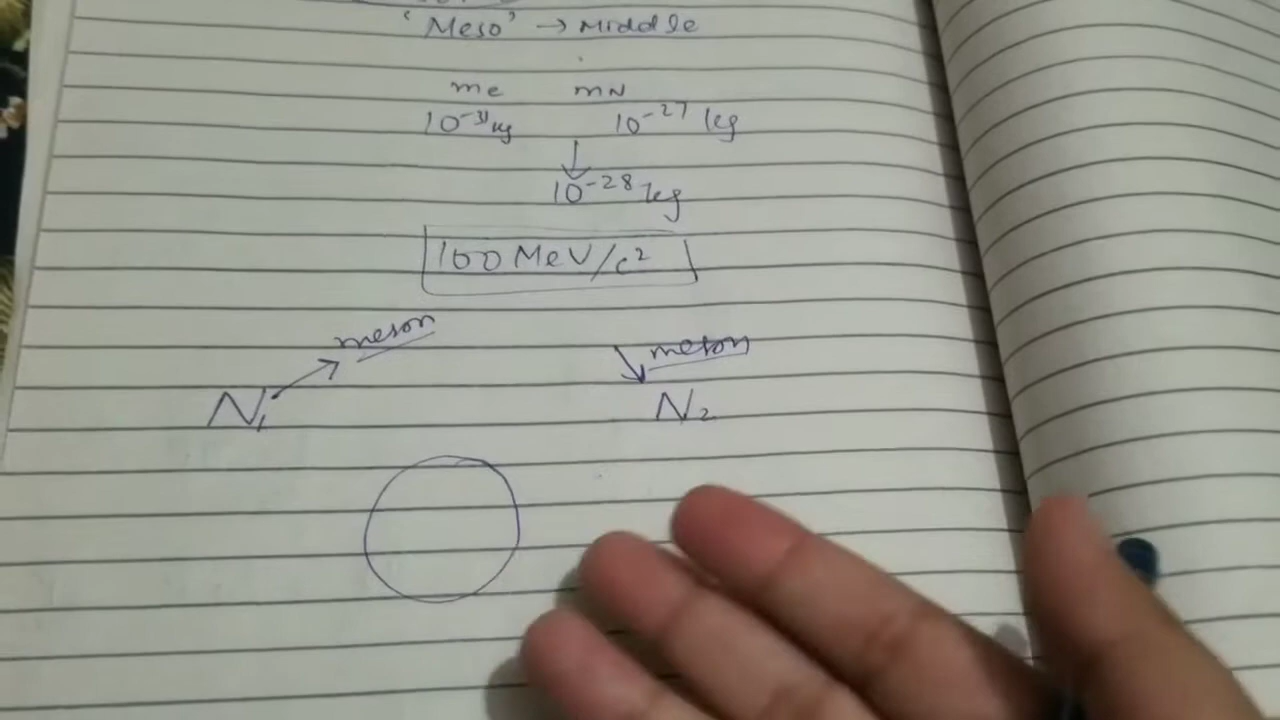 'Meso' → Middle
me mN
10⁻³¹kg 10⁻²⁷ kg
↓
10⁻²⁸ kg
100 MeV/c²
meson meson
N₁ N₂